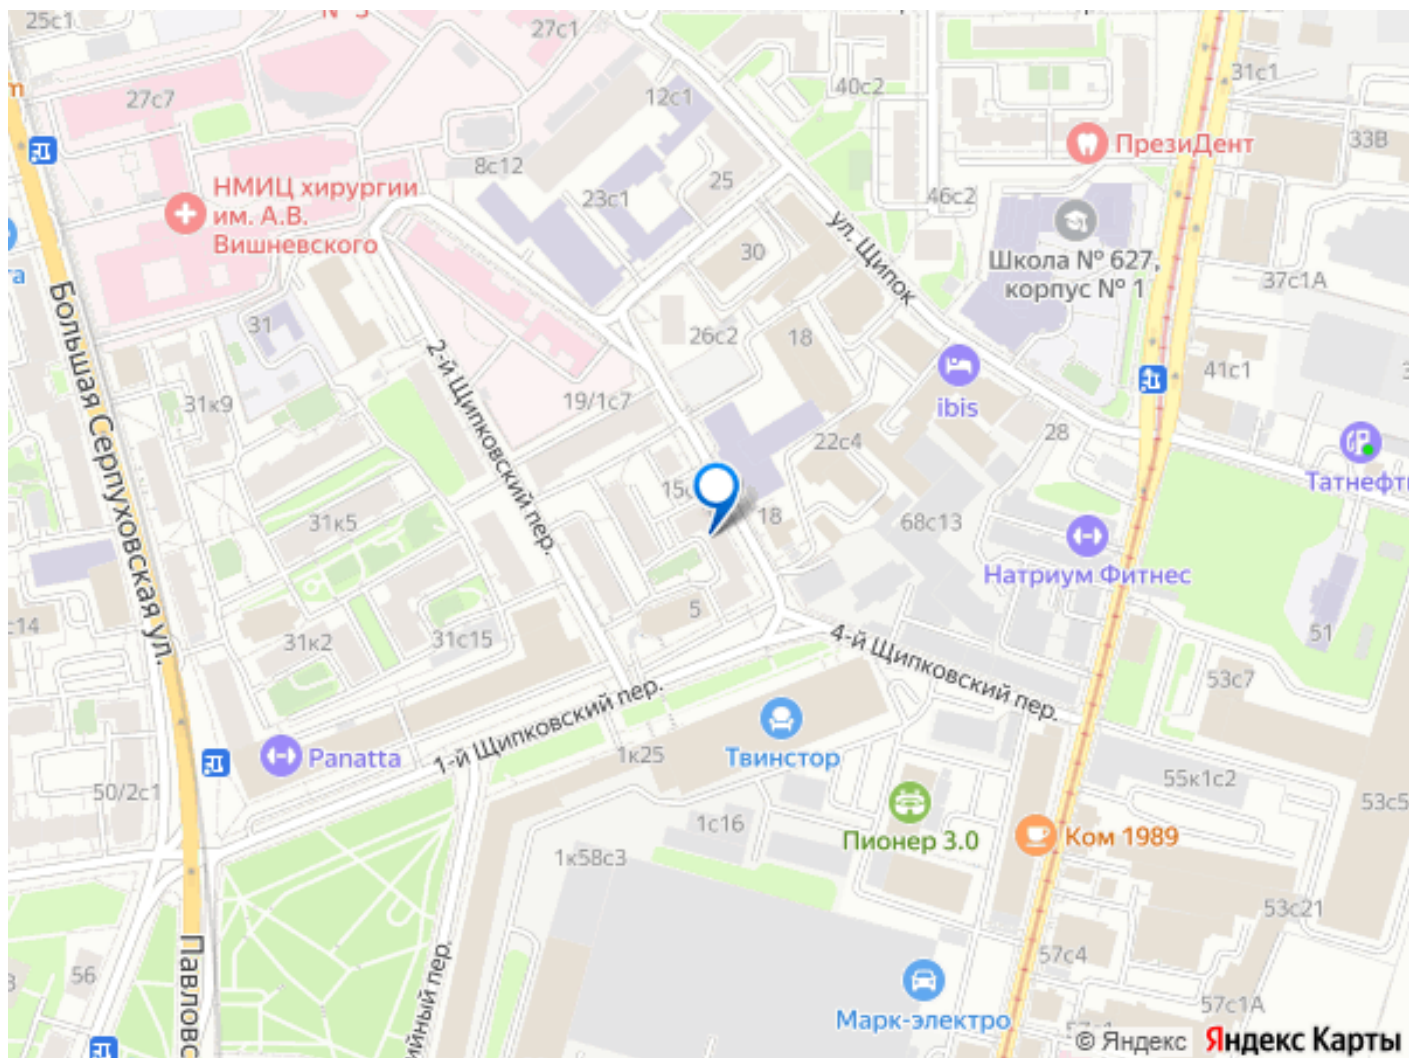 25с1
27с1
31с1
27с7
12с1
40с2
33В
ПрезиДент
8с12
НМИЦ хирургии
им. А.В.
Вишневского
23с1
25
46с2
ул. Щипок
Школа № 627,
корпус № 1
30
37с1А
Большая Серпуховская ул.
31
26с2
18
2-й Щипковский пер.
41с1
ibis
31к9
19/1с7
28
22с4
Татнефть
31к5
18
68с13
Натриум Фитнес
5
31к2
31с15
4-й Щипковский пер.
51
53с7
1-й Щипковский пер.
Panatta
1к25
Твинстор
50/2с1
55к1с2
53с5
1с16
Пионер 3.0
Ком 1989
1к58с3
53с21
Павловс
ийный пер.
56
57с4
57с1А
Марк-электро
© Яндекс Яндекс Карты